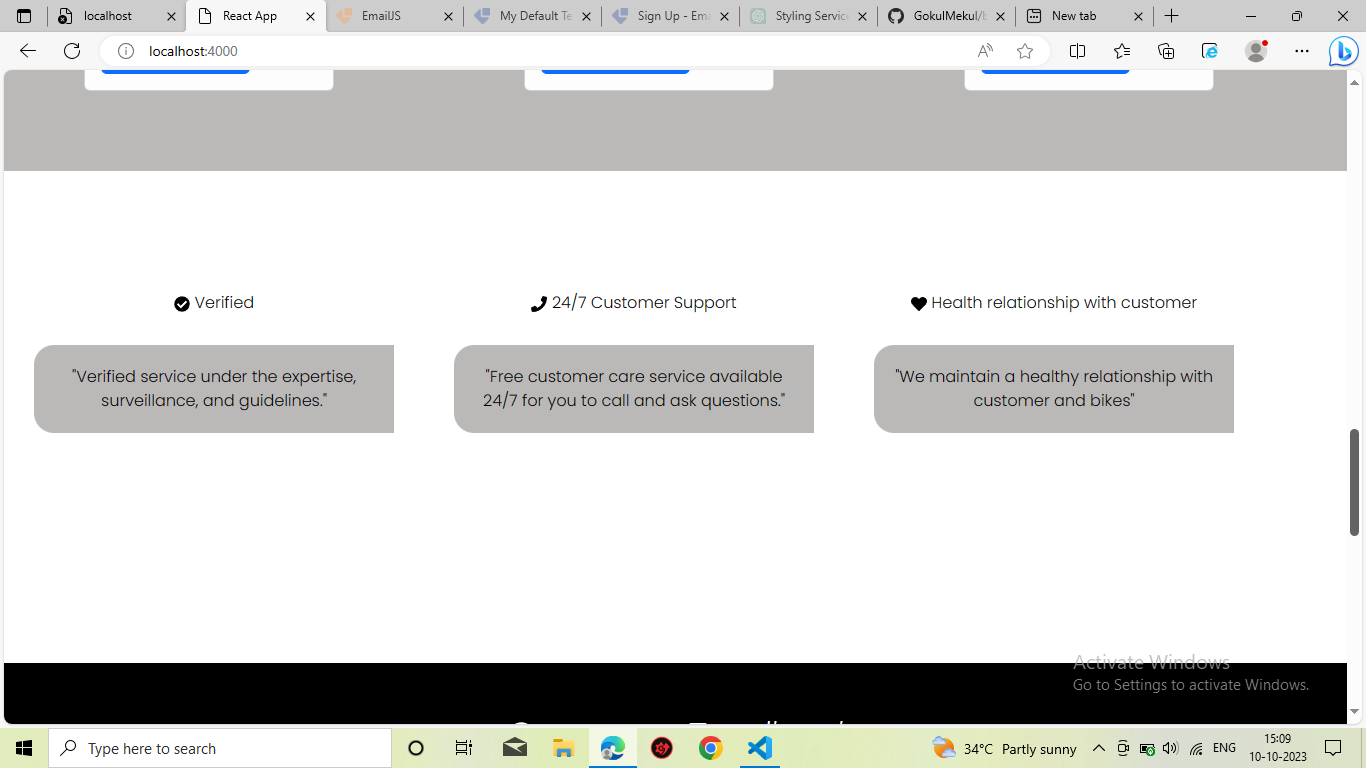 localhost
React App
EmailJS
My Default Te
Sign Up - Ema
Styling Service
GokulMekul/b
New tab
localhost:4000
Verified
24/7 Customer Support
Health relationship with customer
"Verified service under the expertise,
surveillance, and guidelines."
"Free customer care service available
24/7 for you to call and ask questions."
"We maintain a healthy relationship with
customer and bikes"
Activate Windows
Go to Settings to activate Windows.
Type here to search
34°C Partly sunny
ENG
15:09
10-10-2023